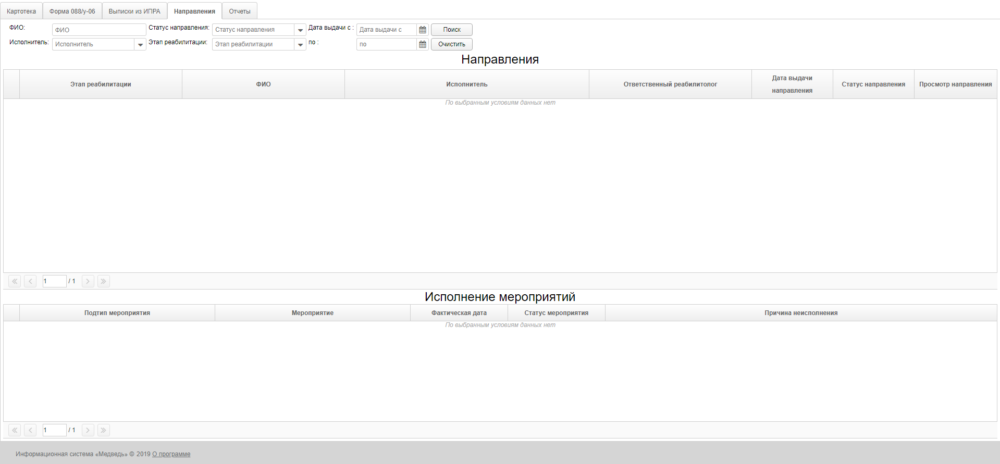 Картотека Форма 088/у-06 Выписки из ИПРА Направления Отчеты
ФИО: ФИО Статус направления: Статус направления Дата выдачи с : Дата выдачи с Поиск
Исполнитель: Исполнитель Этап реабилитации: Этап реабилитации по : по Очистить
Направления
Этап реабилитации ФИО Исполнитель Ответственный реабилитолог Дата выдачи направления Статус направления Просмотр направления
По выбранным условиям данных нет
1 / 1
Исполнение мероприятий
Подтип мероприятия Мероприятие Фактическая дата Статус мероприятия Причина неисполнения
По выбранным условиям данных нет
1 / 1
Информационная система «Медведь» © 2019 О программе